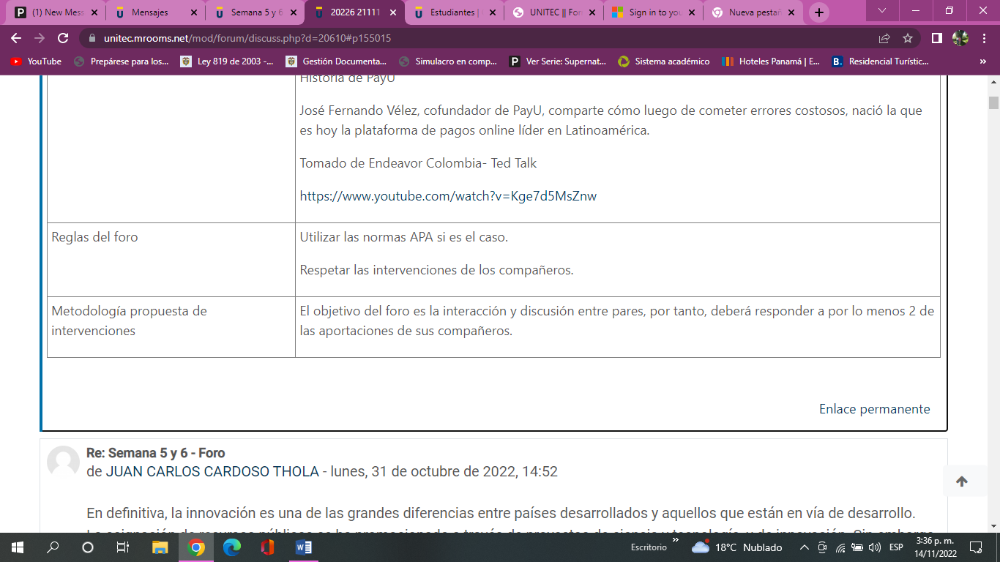 (1) New Mess
Mensajes
Semana 5 y 6
20226 21111
Estudiantes |
UNITEC || For
Sign in to you
Nueva pestañ
unitec.mrooms.net/mod/forum/discuss.php?d=20610#p155015
YouTube
Prepárese para los...
Ley 819 de 2003 -...
Gestión Documenta...
Simulacro en comp...
Ver Serie: Supernat...
Sistema académico
Hoteles Panamá | E...
Residencial Turístic...
»
Historia de PayU
José Fernando Vélez, cofundador de PayU, comparte cómo luego de cometer errores costosos, nació la que
es hoy la plataforma de pagos online líder en Latinoamérica.
Tomado de Endeavor Colombia- Ted Talk
https://www.youtube.com/watch?v=Kge7d5MsZnw
Reglas del foro
Utilizar las normas APA si es el caso.
Respetar las intervenciones de los compañeros.
Metodología propuesta de
intervenciones
El objetivo del foro es la interacción y discusión entre pares, por tanto, deberá responder a por lo menos 2 de
las aportaciones de sus compañeros.
Enlace permanente
Re: Semana 5 y 6 - Foro
de JUAN CARLOS CARDOSO THOLA - lunes, 31 de octubre de 2022, 14:52
En definitiva, la innovación es una de las grandes diferencias entre países desarrollados y aquellos que están en vía de desarrollo.
Escritorio
»
18°C Nublado
ESP
3:36 p. m.
14/11/2022